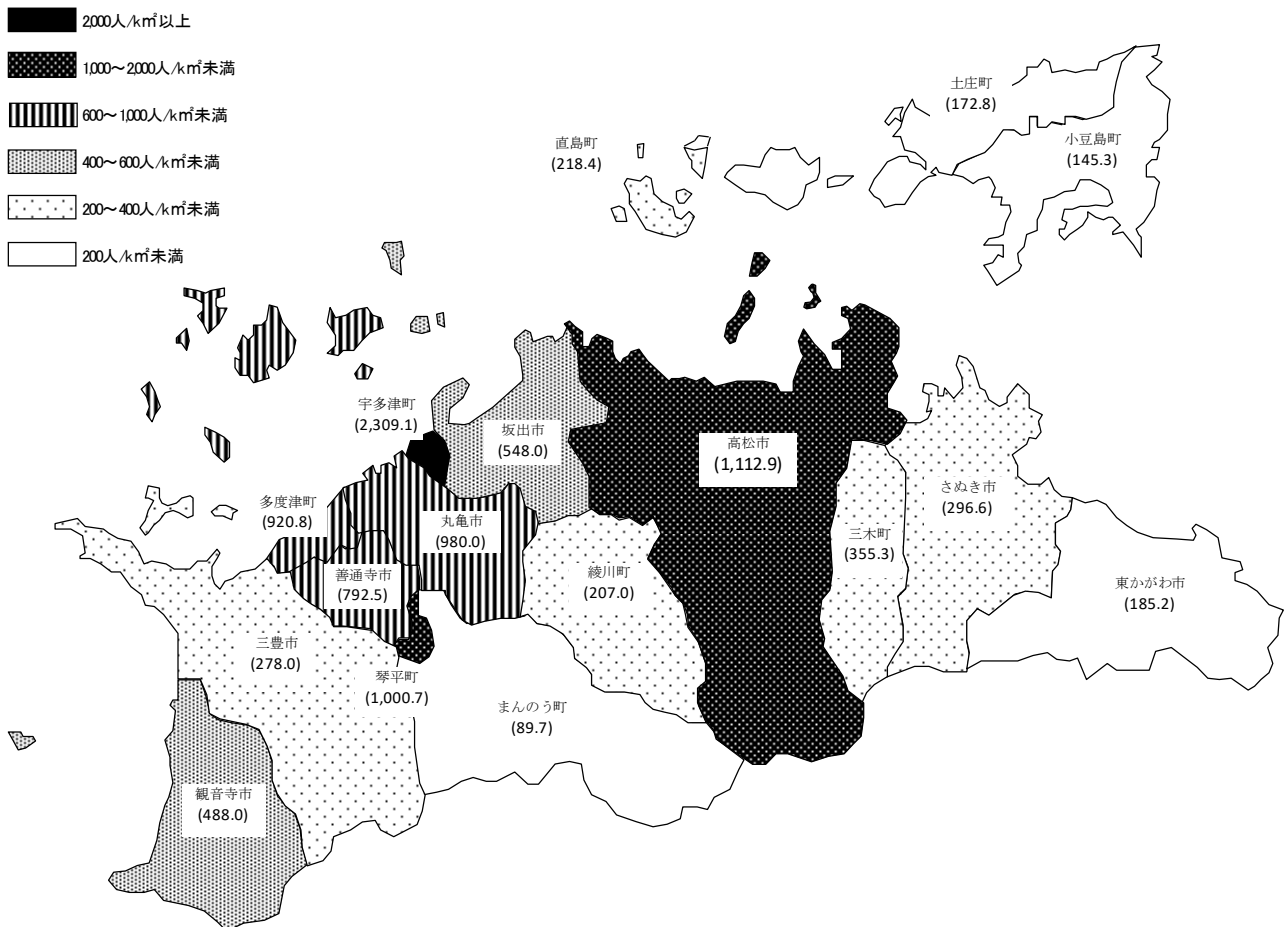 2,000人/k㎡以上
1,000～2,000人/k㎡未満
600～1,000人/k㎡未満
400～600人/k㎡未満
200～400人/k㎡未満
200人/k㎡未満
土庄町
(172.8)
直島町
(218.4)
小豆島町
(145.3)
宇多津町
(2,309.1)
坂出市
(548.0)
高松市
(1,112.9)
さぬき市
(296.6)
多度津町
(920.8)
丸亀市
(980.0)
三木町
(355.3)
善通寺市
(792.5)
綾川町
(207.0)
東かがわ市
(185.2)
三豊市
(278.0)
琴平町
(1,000.7)
まんのう町
(89.7)
観音寺市
(488.0)